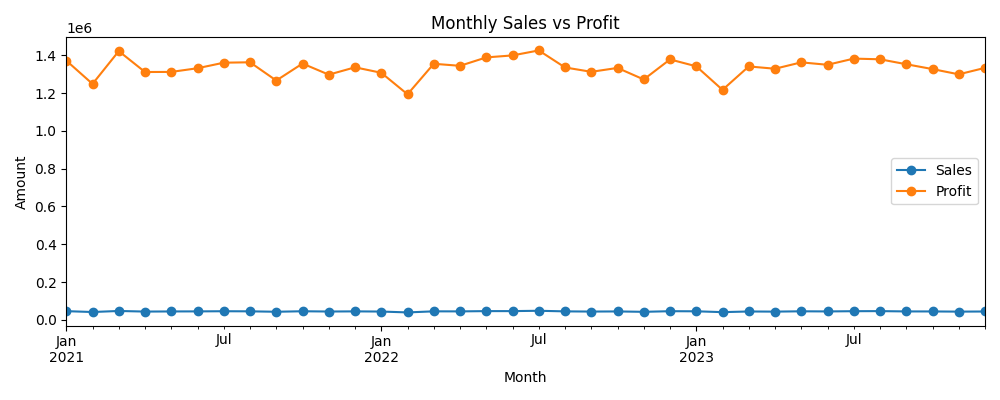 Monthly Sales vs Profit
1e6
1.4
1.2
1.0
0.8
0.6
0.4
0.2
0.0
Amount
Sales
Profit
Jan Jul Jan Jul Jan Jul
2021 2022 2023
Month